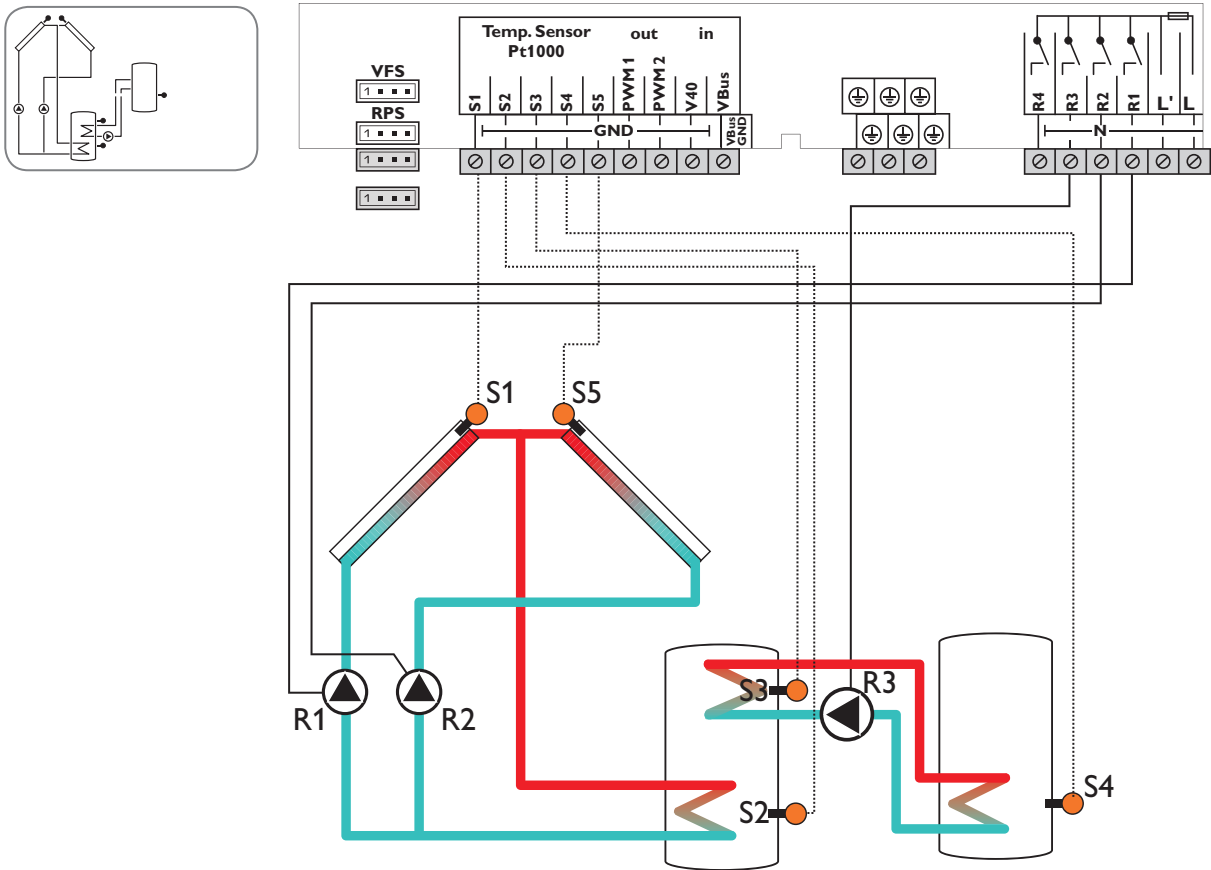 Temp. Sensor
Pt1000
out
in
VFS
1
RPS
1
1
1
S1
S2
S3
S4
S5
PWM 1
PWM 2
V40
VBus
GND
VBus
GND
R4
R3
R2
R1
L'
L
N
S1
S5
R1
R2
S3
R3
S2
S4